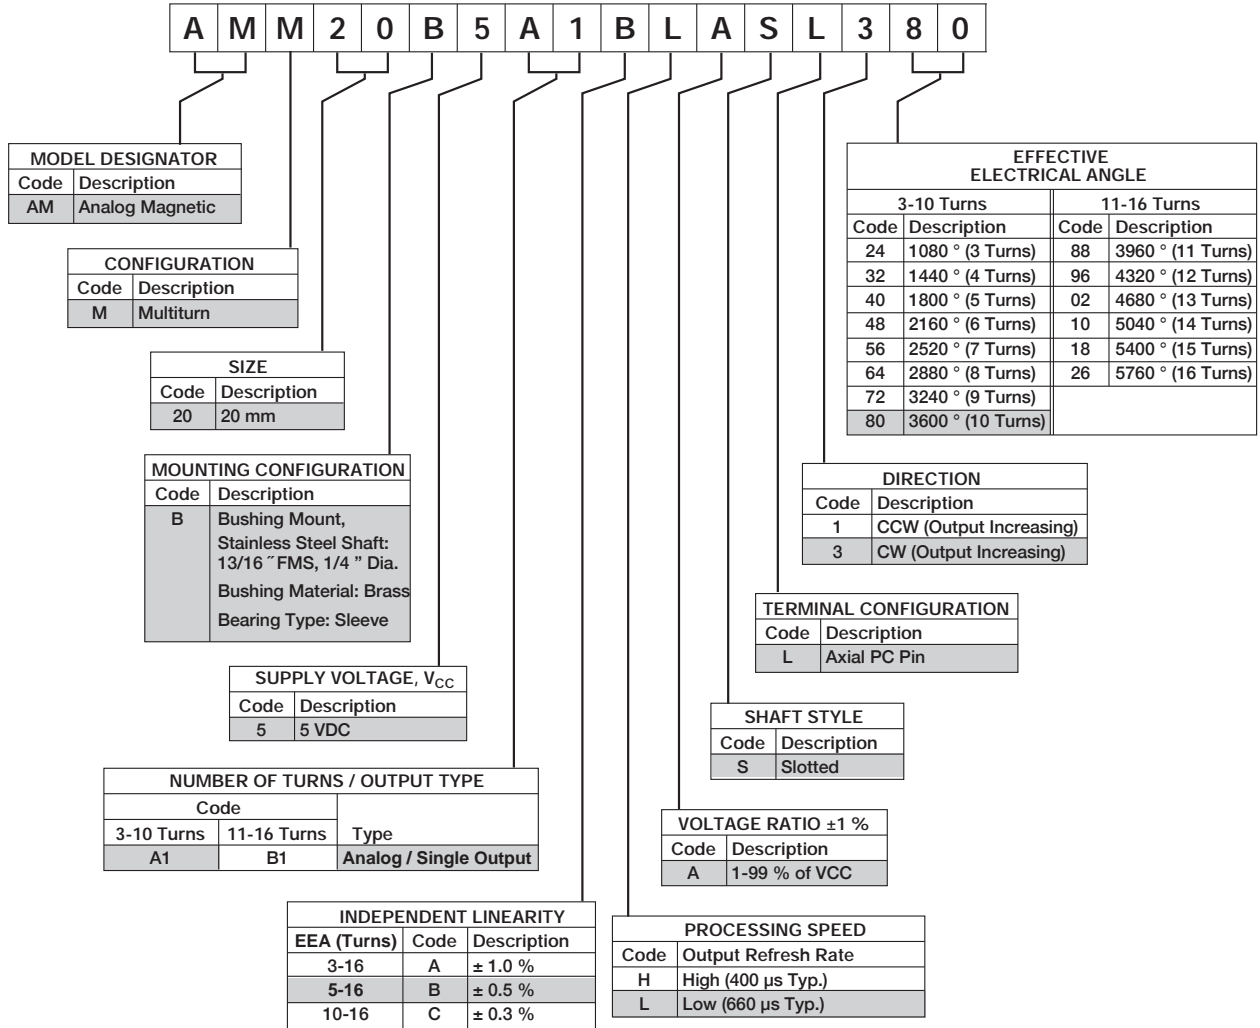 A M M 2 0 B 5 A 1 B L A S L 3 8 0
MODEL DESIGNATOR
Code Description
AM Analog Magnetic
CONFIGURATION
Code Description
M Multiturn
SIZE
Code Description
20 20 mm
MOUNTING CONFIGURATION
Code Description
B Bushing Mount,
Stainless Steel Shaft:
13/16 ˝ FMS, 1/4 ” Dia.
Bushing Material: Brass
Bearing Type: Sleeve
SUPPLY VOLTAGE, VCC
Code Description
5 5 VDC
NUMBER OF TURNS / OUTPUT TYPE
Code
3-10 Turns 11-16 Turns Type
A1 B1 Analog / Single Output
INDEPENDENT LINEARITY
EEA (Turns) Code Description
3-16 A ± 1.0 %
5-16 B ± 0.5 %
10-16 C ± 0.3 %
PROCESSING SPEED
Code Output Refresh Rate
H High (400 µs Typ.)
L Low (660 µs Typ.)
VOLTAGE RATIO ±1 %
Code Description
A 1-99 % of VCC
SHAFT STYLE
Code Description
S Slotted
TERMINAL CONFIGURATION
Code Description
L Axial PC Pin
DIRECTION
Code Description
1 CCW (Output Increasing)
3 CW (Output Increasing)
EFFECTIVE
ELECTRICAL ANGLE
3-10 Turns 11-16 Turns
Code Description Code Description
24 1080 ° (3 Turns) 88 3960 ° (11 Turns)
32 1440 ° (4 Turns) 96 4320 ° (12 Turns)
40 1800 ° (5 Turns) 02 4680 ° (13 Turns)
48 2160 ° (6 Turns) 10 5040 ° (14 Turns)
56 2520 ° (7 Turns) 18 5400 ° (15 Turns)
64 2880 ° (8 Turns) 26 5760 ° (16 Turns)
72 3240 ° (9 Turns)
80 3600 ° (10 Turns)